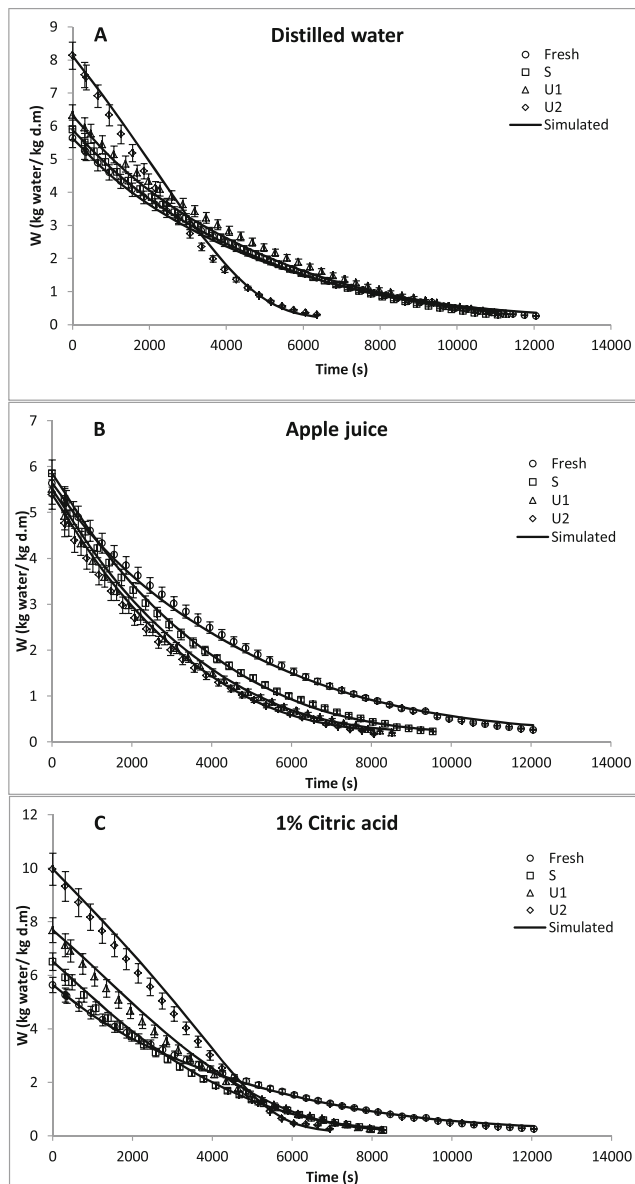 A
Distilled water
Fresh
S
U1
U2
Simulated
W (kg water/ kg d.m)
9
8
7
6
5
4
3
2
1
0
0 2000 4000 6000 8000 10000 12000 14000
Time (s)
B
Apple juice
Fresh
S
U1
U2
Simulated
W (kg water/ kg d.m)
7
6
5
4
3
2
1
0
0 2000 4000 6000 8000 10000 12000 14000
Time (s)
C
1% Citric acid
Fresh
S
U1
U2
Simulated
W (kg water/ kg d.m)
12
10
8
6
4
2
0
0 2000 4000 6000 8000 10000 12000 14000
Time (s)